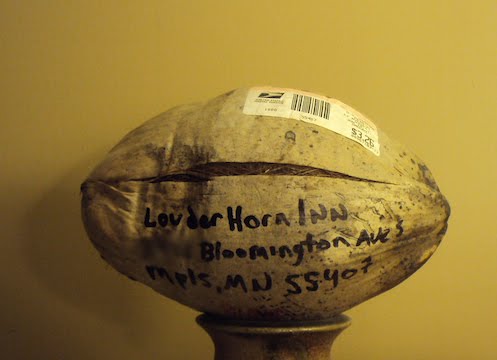 LouderHorn INN
Bloomington Ave S
Mpls, MN 55407